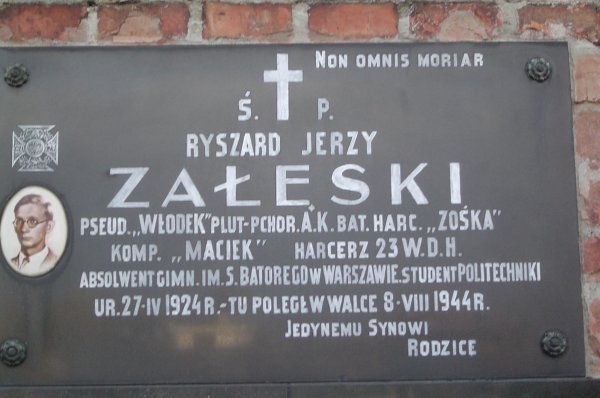 NON OMNIS MORIAR
Ś. P.
RYSZARD JERZY
ZAŁESKI
PSEUD. „WŁODEK" PLUT-PCHOR. A.K. BAT. HARC. „ZOŚKA"
KOMP. „MACIEK" HARCERZ 23 W.D.H.
ABSOLWENT GIMN. IM. S. BATOREGO W WARSZAWIE. STUDENT POLITECHNIKI
UR. 27-IV 1924 R. - TU POLEGŁ W WALCE 8-VIII 1944 R.
JEDYNEMU SYNOWI
RODZICE